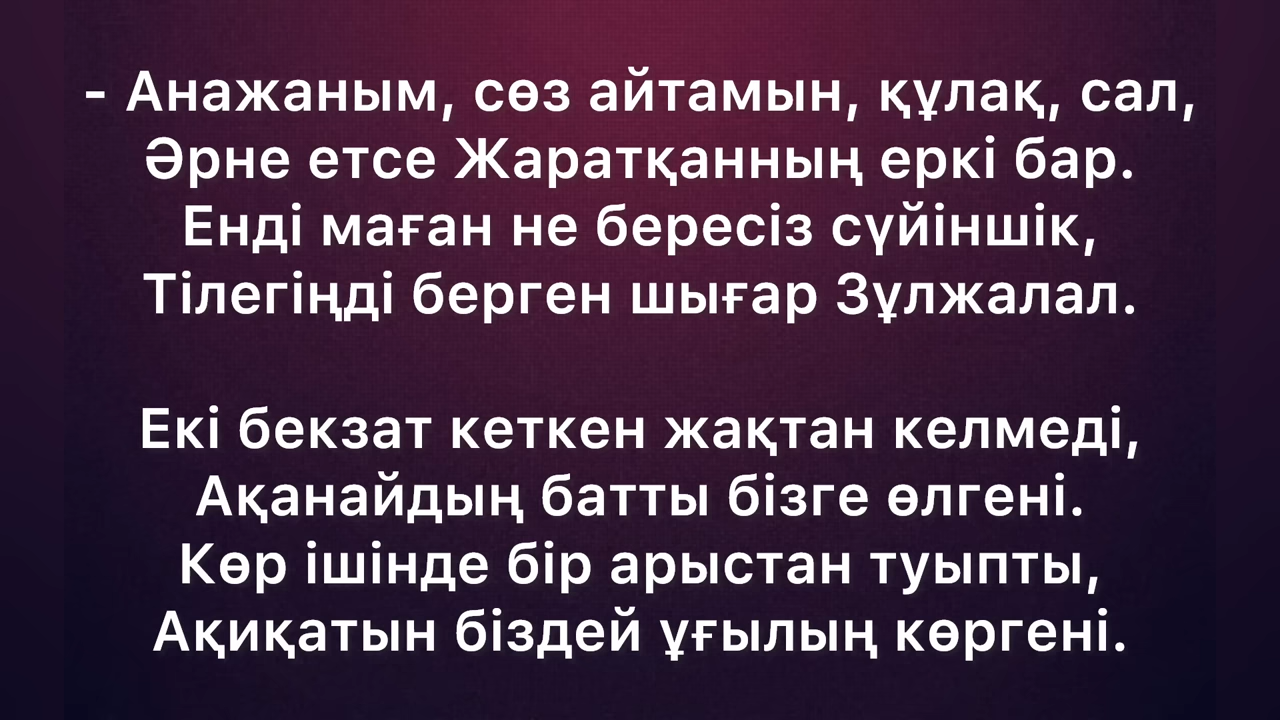 - Анажаным, сөз айтамын, құлақ, сал,
Әрне етсе Жаратқанның еркі бар.
Енді маған не бересіз сүйіншік,
Тілегіңді берген шығар Зұлжалал.
Екі бекзат кеткен жақтан келмеді,
Ақанайдың батты бізге өлгені.
Көр ішінде бір арыстан туыпты,
Ақиқатын біздей ұғылың көргені.